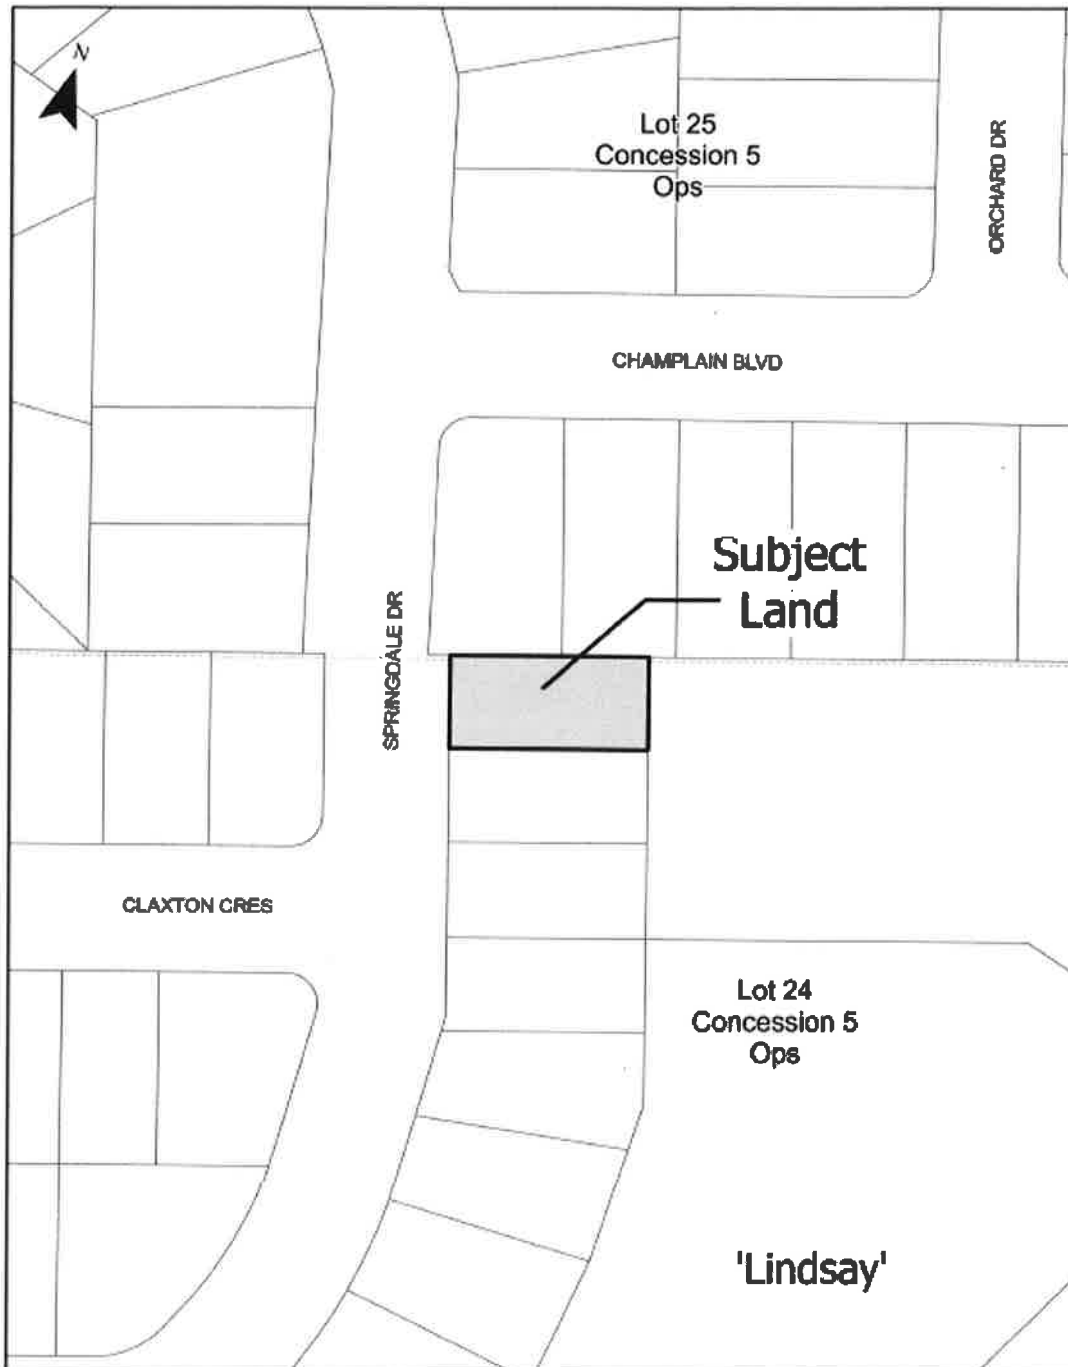 N
Lot 25
Concession 5
Ops
ORCHARD DR
CHAMPLAIN BLVD
Subject
Land
SPRINGDALE DR
CLAXTON CRES
Lot 24
Concession 5
Ops
'Lindsay'